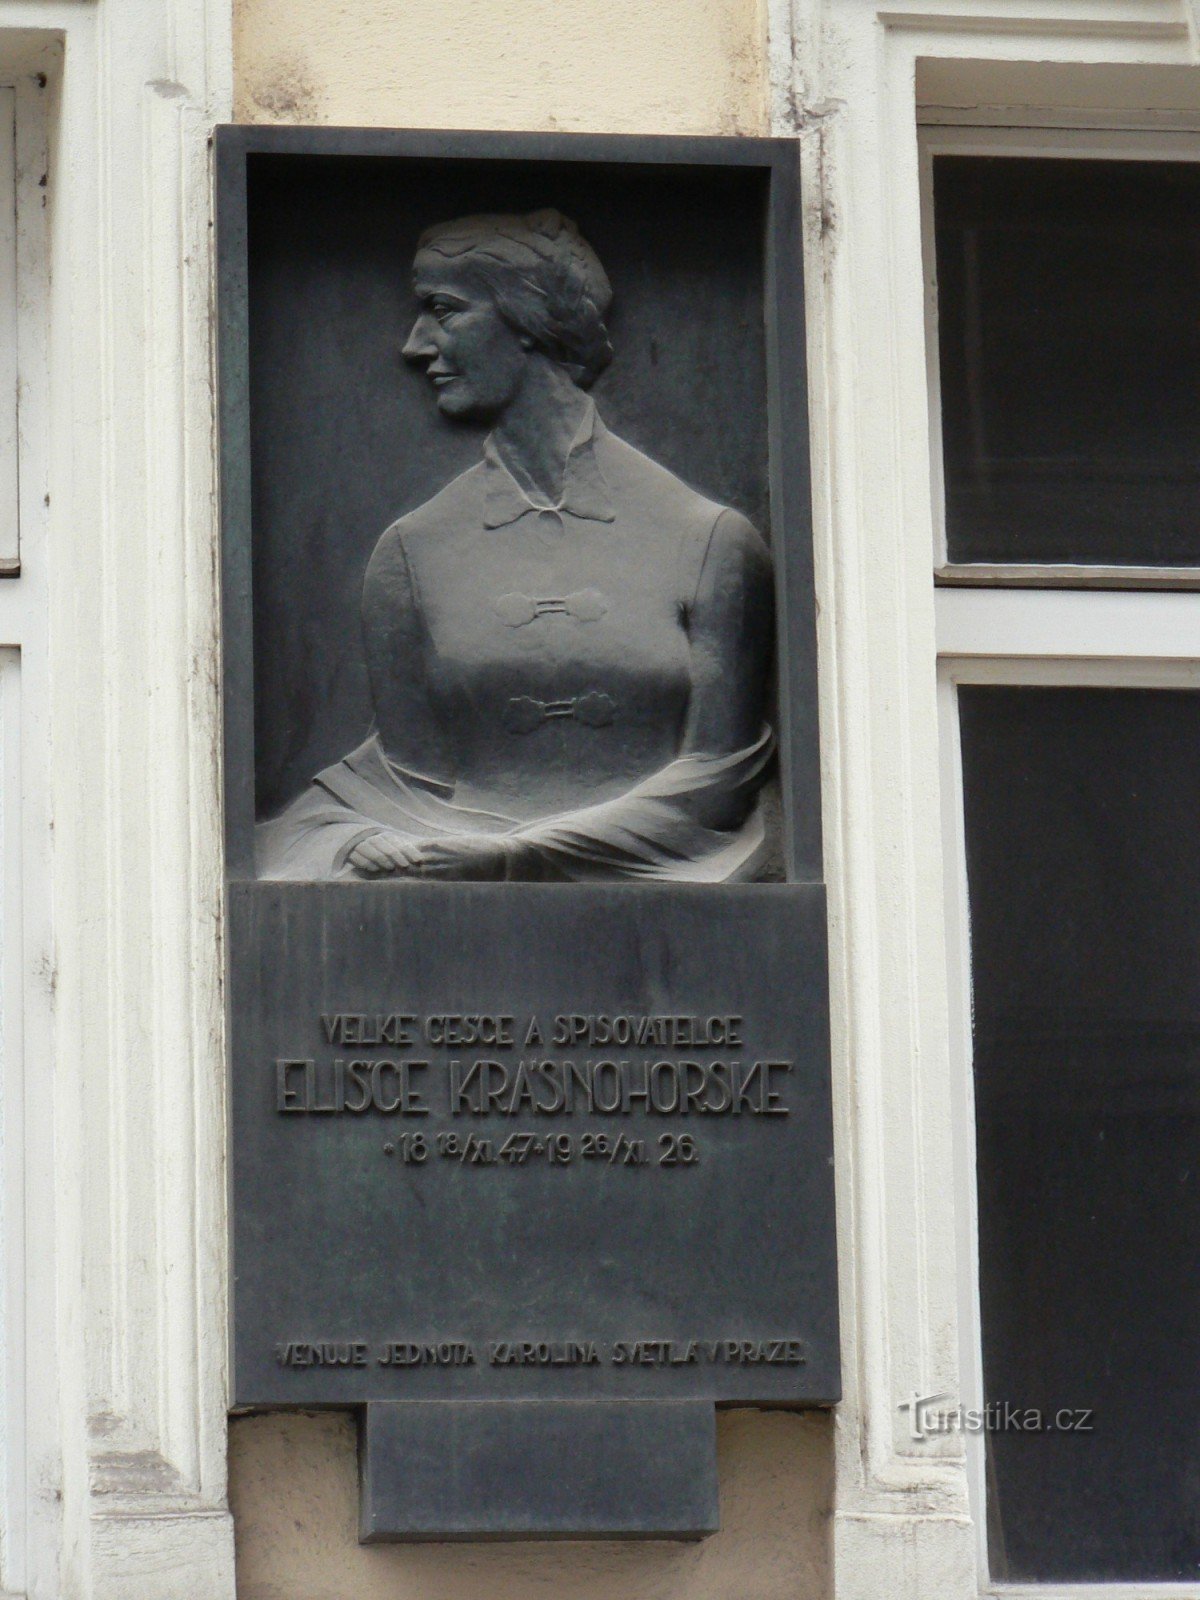 VELKÉ ČEŠCE A SPISOVATELCE
ELIŠCE KRÁSNOHORSKÉ
*18 18/XI. 47 *19 26/XI. 26.
VĚNUJE JEDNOTA KAROLINA SVĚTLÁ V PRAZE.
Turistika.cz